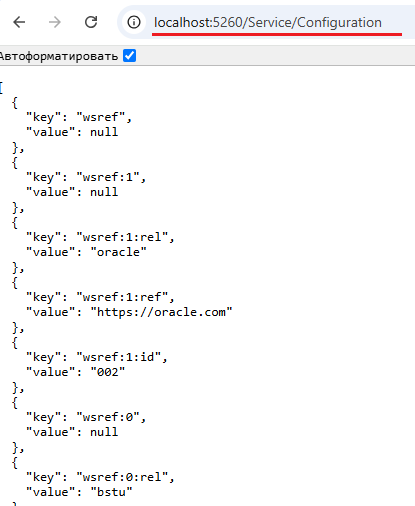 localhost:5260/Service/Configuration
Автоформатировать
[
  {
    "key": "wsref",
    "value": null
  },
  {
    "key": "wsref:1",
    "value": null
  },
  {
    "key": "wsref:1:rel",
    "value": "oracle"
  },
  {
    "key": "wsref:1:ref",
    "value": "https://oracle.com"
  },
  {
    "key": "wsref:1:id",
    "value": "002"
  },
  {
    "key": "wsref:0",
    "value": null
  },
  {
    "key": "wsref:0:rel",
    "value": "bstu"
  }